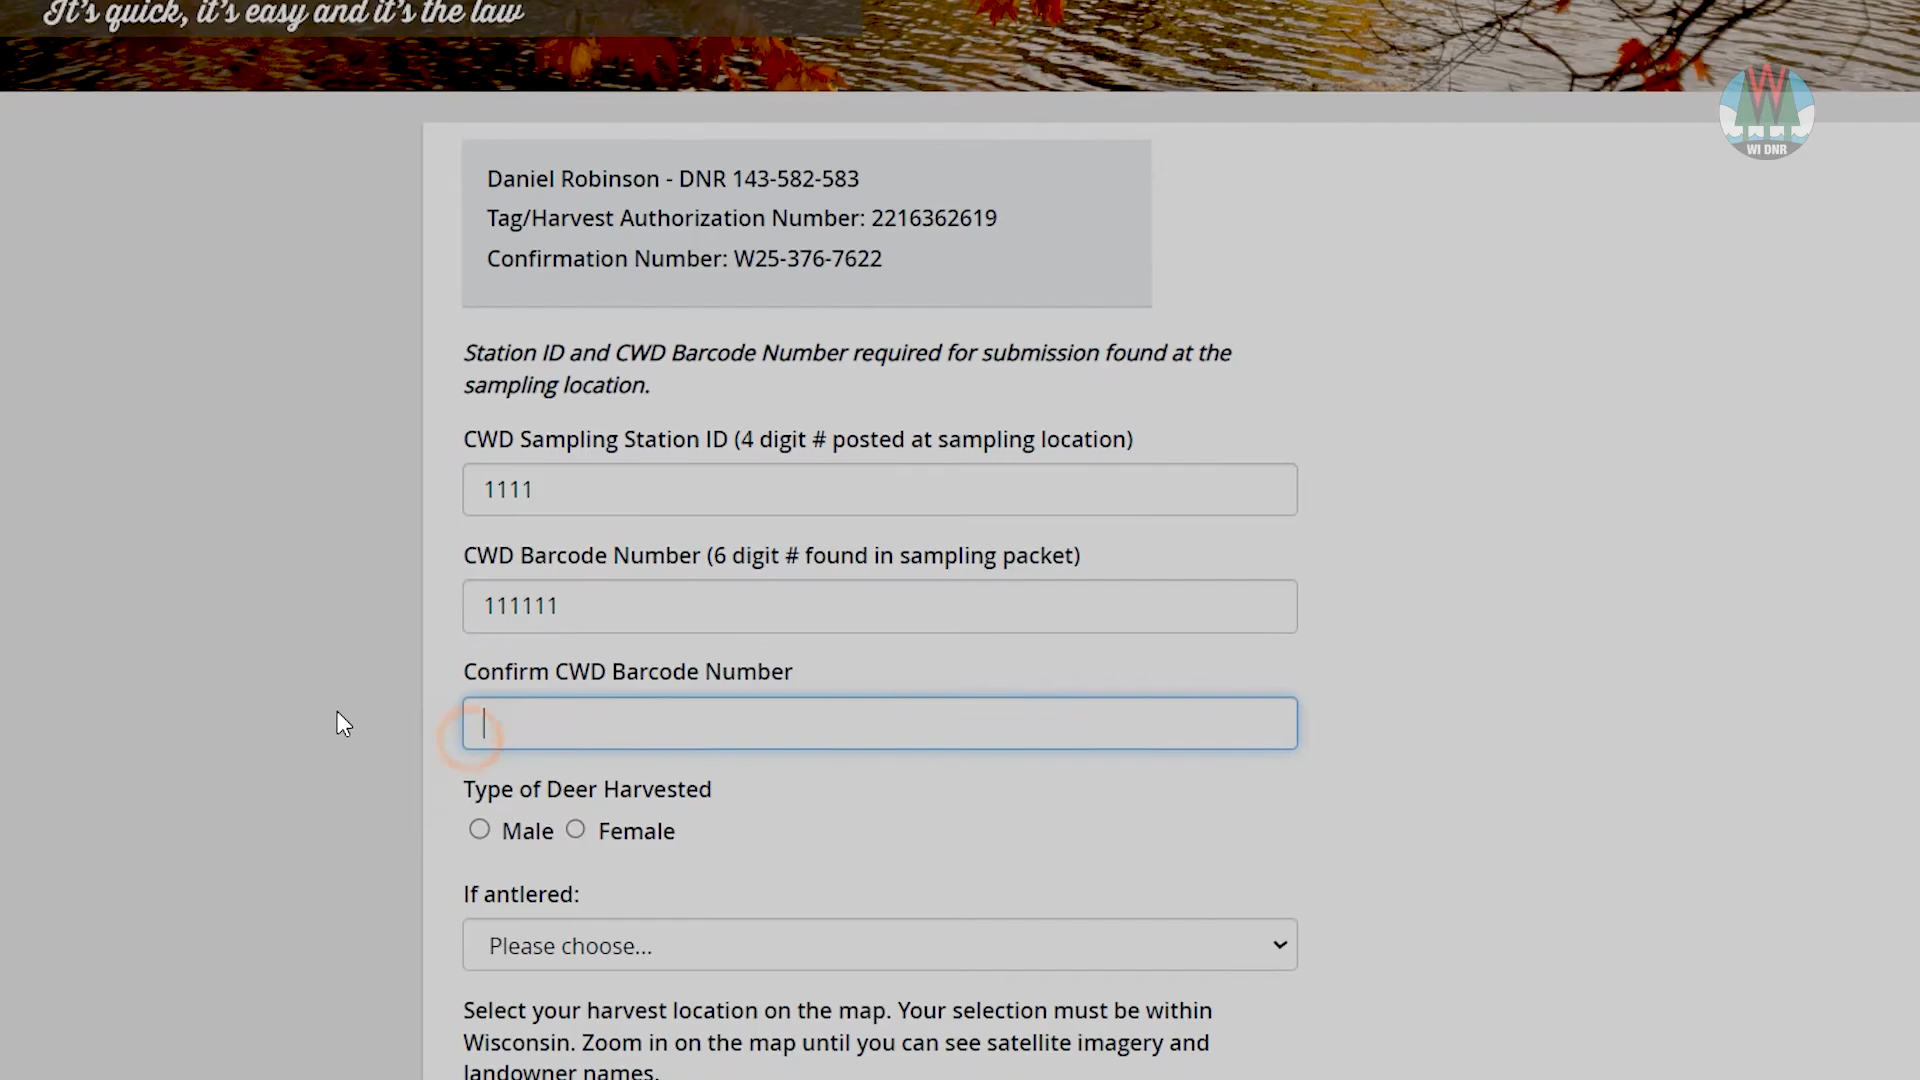 It's quick, it's easy and it's the law
W
WI DNR
Daniel Robinson - DNR 143-582-583
Tag/Harvest Authorization Number: 2216362619
Confirmation Number: W25-376-7622
Station ID and CWD Barcode Number required for submission found at the
sampling location.
CWD Sampling Station ID (4 digit # posted at sampling location)
1111
CWD Barcode Number (6 digit # found in sampling packet)
111111
Confirm CWD Barcode Number
Type of Deer Harvested
Male Female
If antlered:
Please choose...
Select your harvest location on the map. Your selection must be within
Wisconsin. Zoom in on the map until you can see satellite imagery and
landowner names.